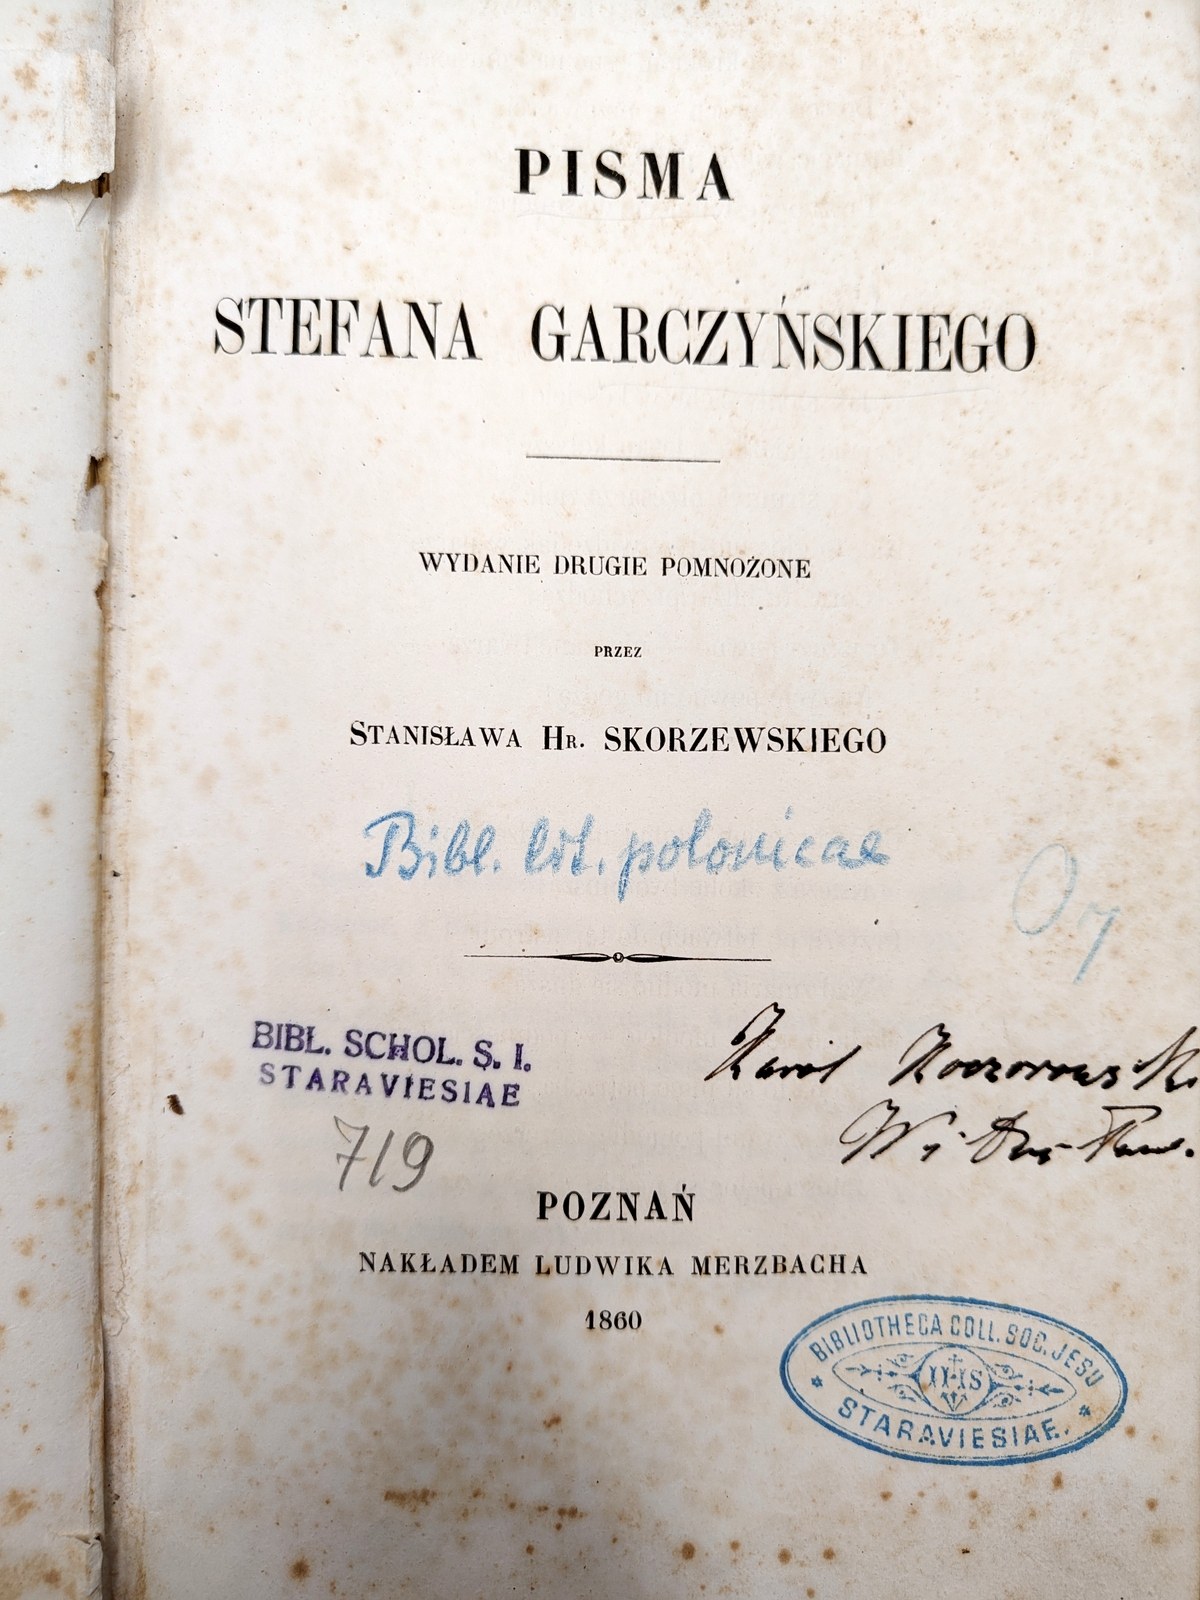 PISMA
STEFANA GARCZYŃSKIEGO
WYDANIE DRUGIE POMNOŻONE
PRZEZ
STANISŁAWA HR. SKORZEWSKIEGO
Bibl. lit. polonicae
BIBL. SCHOL. S. I.
STARAVIESIAE
719
Karol
POZNAŃ
NAKŁADEM LUDWIKA MERZBACHA
1860
BIBLIOTHECA COLL. SOC. JESU
IHS
* STARAVIESIAE. *